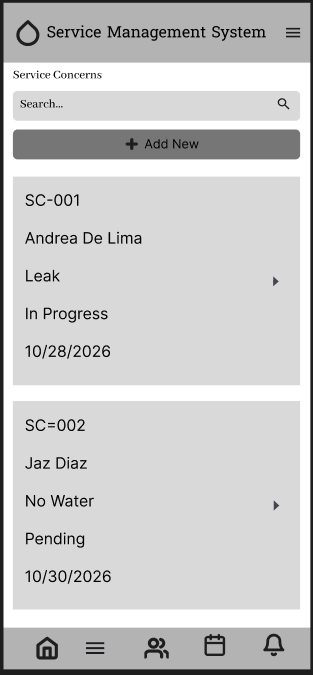 Service Management System
Service Concerns
Search...
Add New
SC-001
Andrea De Lima
Leak
In Progress
10/28/2026
SC=002
Jaz Diaz
No Water
Pending
10/30/2026